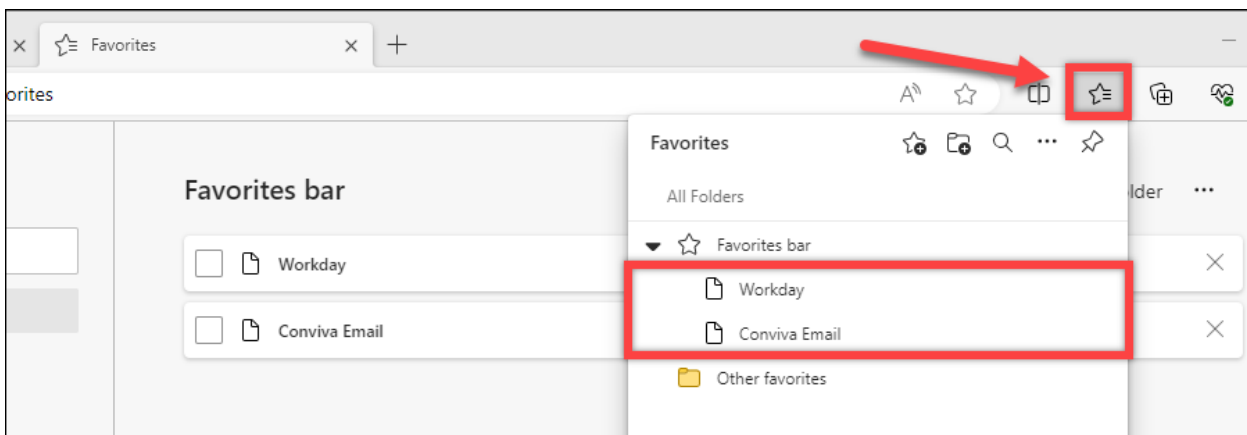 Favorites
orites
Favorites
All Folders
Favorites bar
lder
Favorites bar
Workday
Workday
Conviva Email
Conviva Email
Other favorites